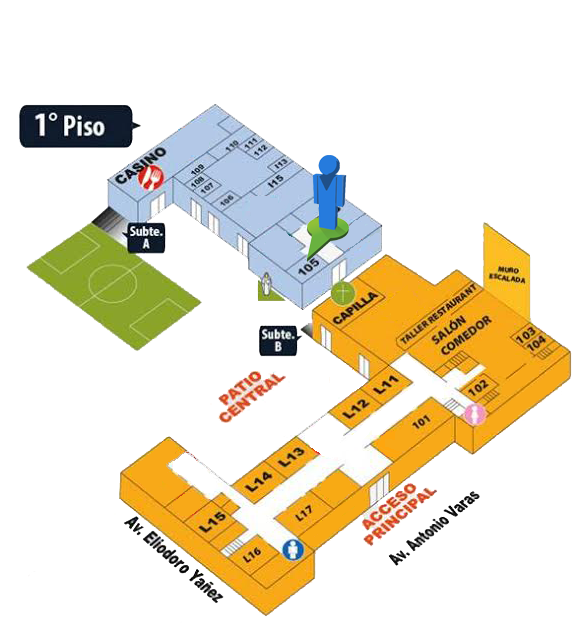 1° Piso
CASINO
109
110
111
112
108
107
106
113
115
Subte.
A
105
MURO
ESCALADA
CAPILLA
TALLER RESTAURANT
SALÓN
COMEDOR
103
104
Subte.
B
102
PATIO
CENTRAL
L11
L12
101
L13
L14
L17
L15
L16
ACCESO
PRINCIPAL
Av. Antonio Varas
Av. Eliodoro Yañez